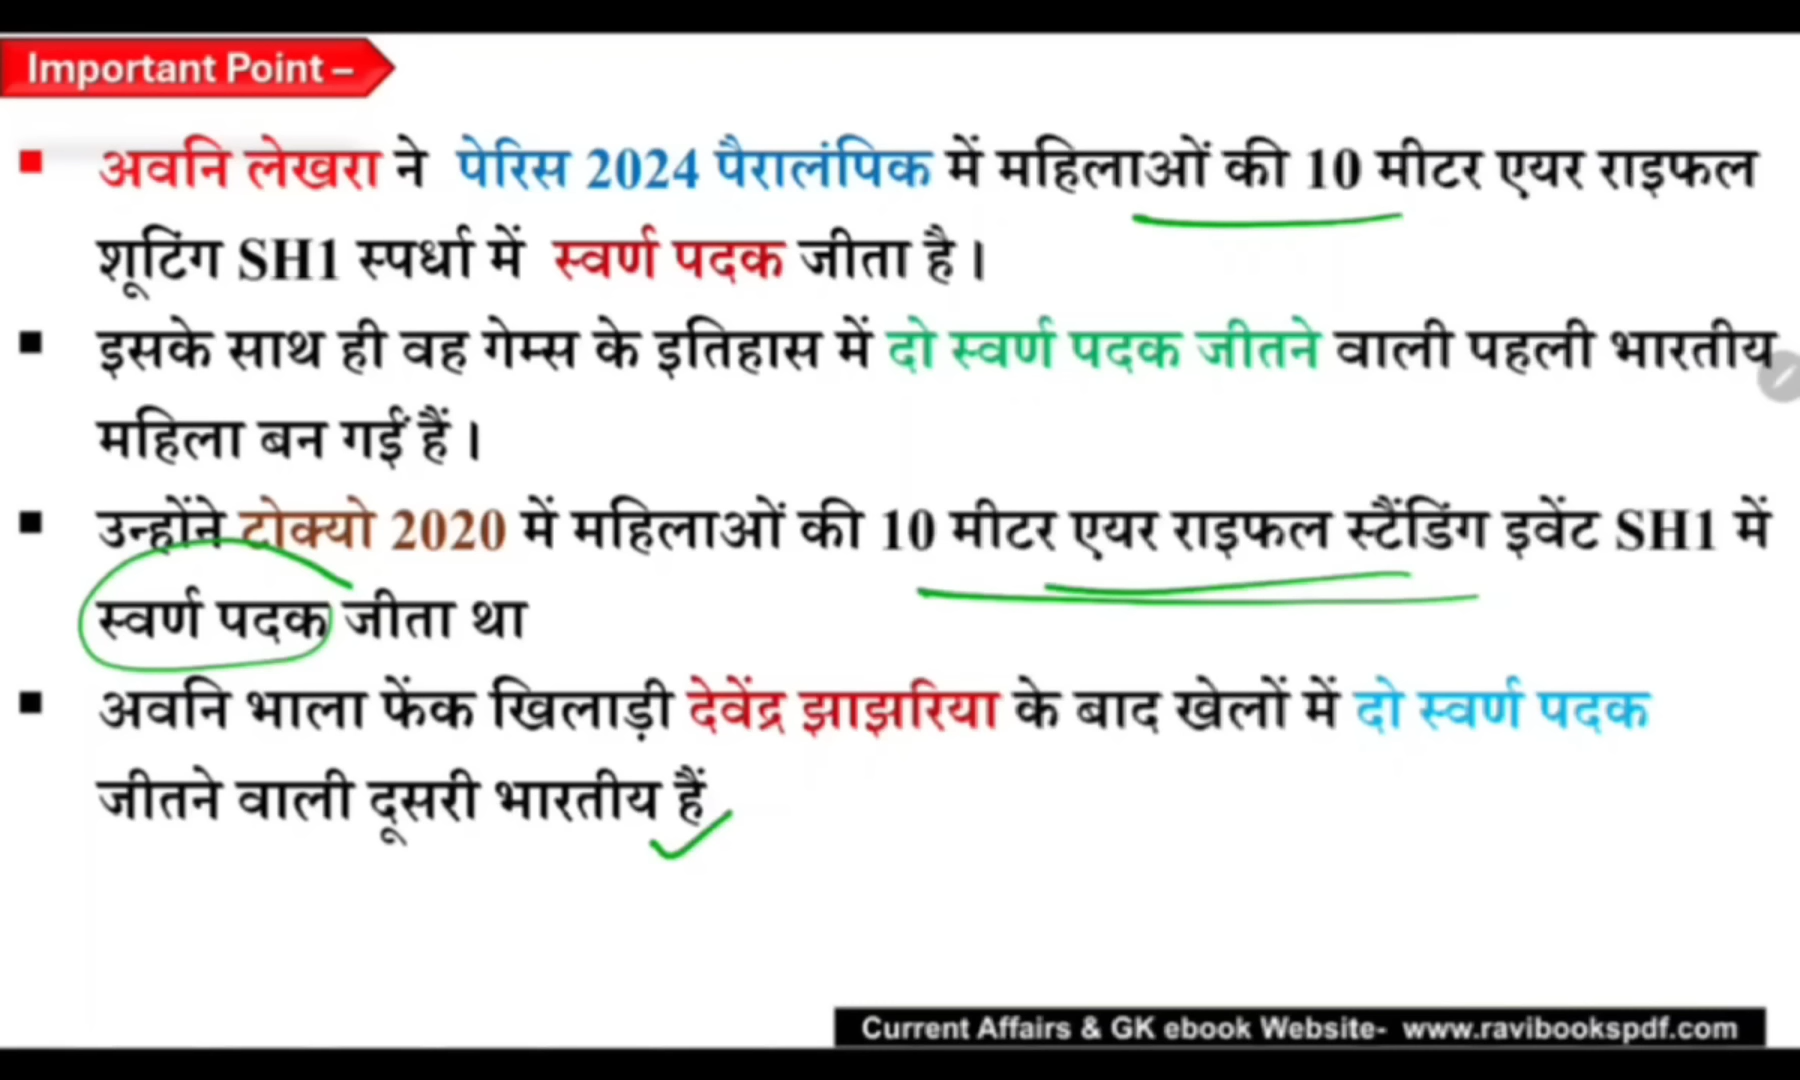 Important Point –
अवनि लेखरा ने पेरिस 2024 पैरालंपिक में महिलाओं की 10 मीटर एयर राइफल
शूटिंग SH1 स्पर्धा में स्वर्ण पदक जीता है।
इसके साथ ही वह गेम्स के इतिहास में दो स्वर्ण पदक जीतने वाली पहली भारतीय
महिला बन गईं हैं।
उन्होंने टोक्यो 2020 में महिलाओं की 10 मीटर एयर राइफल स्टैंडिंग इवेंट SH1 में
स्वर्ण पदक जीता था
अवनि भाला फेंक खिलाड़ी देवेंद्र झाझरिया के बाद खेलों में दो स्वर्ण पदक
जीतने वाली दूसरी भारतीय हैं
Current Affairs & GK ebook Website- www.ravibookspdf.com